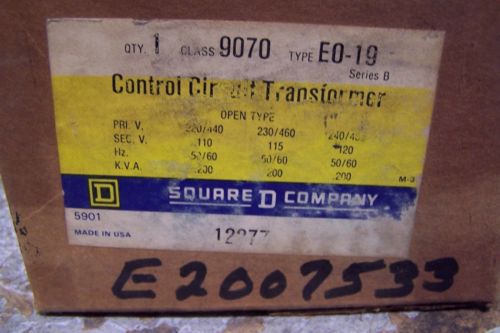 QTY. 1 CLASS 9070 TYPE EO-19
Series B
Control Circuit Transformer
OPEN TYPE
PRI. V. 220/440 230/460 240/480
SEC. V. 110 115 120
Hz. 50/60 50/60 50/60
K.V.A. .200 .200 .200
M-3
D SQUARE D COMPANY
5901
MADE IN USA
E2007533